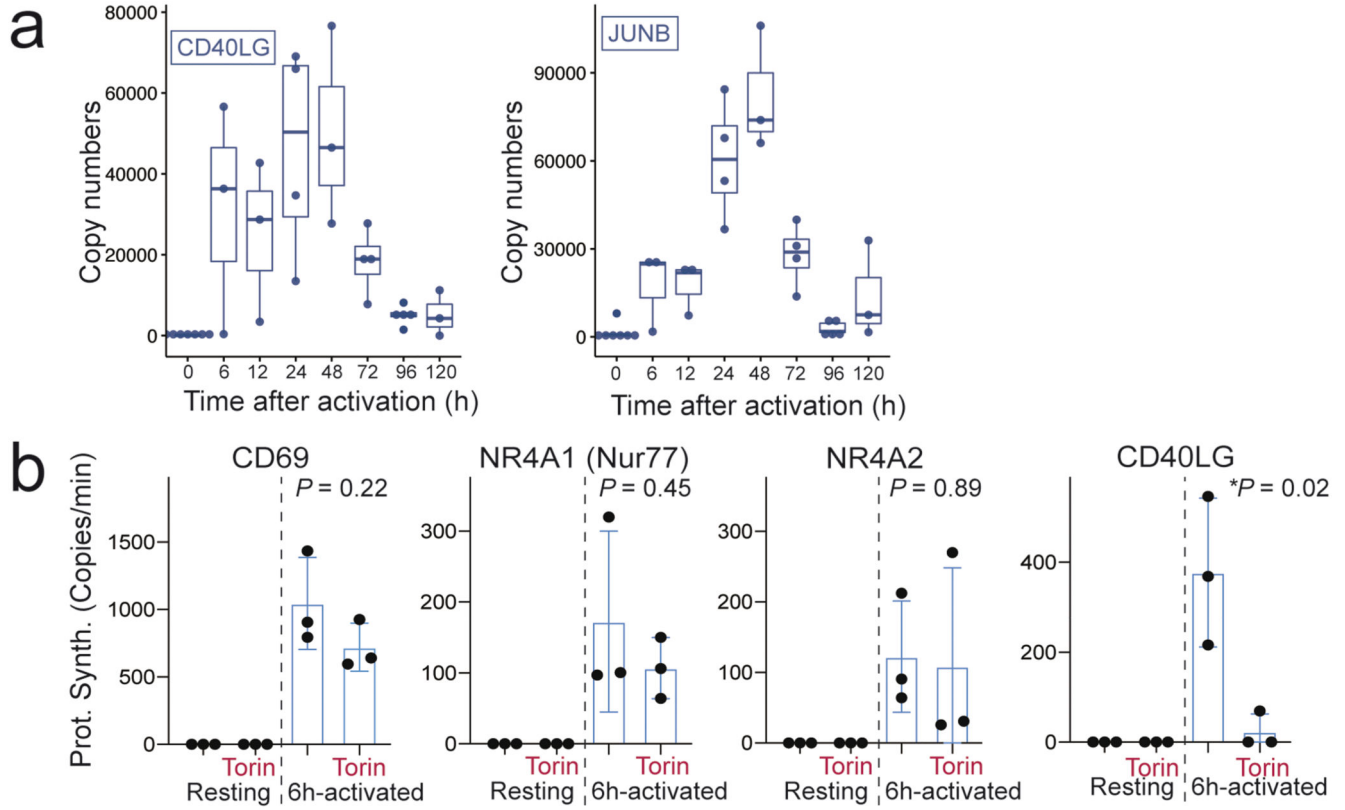 a
CD40LG
80000
60000
40000
20000
0
Copy numbers
0 6 12 24 48 72 96 120
Time after activation (h)
JUNB
90000
60000
30000
0
Copy numbers
0 6 12 24 48 72 96 120
Time after activation (h)
b
Prot. Synth. (Copies/min)
CD69
P = 0.22
1500
1000
500
0
Torin Torin
Resting 6h-activated
NR4A1 (Nur77)
P = 0.45
300
200
100
0
Torin Torin
Resting 6h-activated
NR4A2
P = 0.89
300
200
100
0
Torin Torin
Resting 6h-activated
CD40LG
*P = 0.02
400
200
0
Torin Torin
Resting 6h-activated